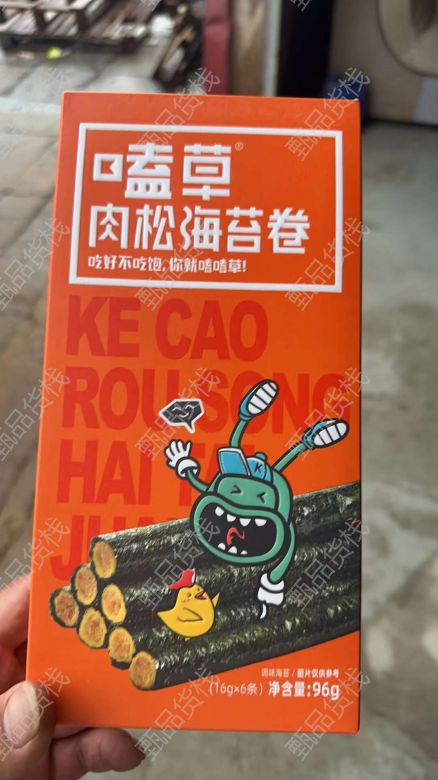 嗑草®
肉松海苔卷
吃好不吃饱,你就嗑嗑草!
KE CAO
ROU SONG
HAI TAI
K
调味海苔 / 图片仅供参考
(16g×6条) 净含量:96g
甄品货栈